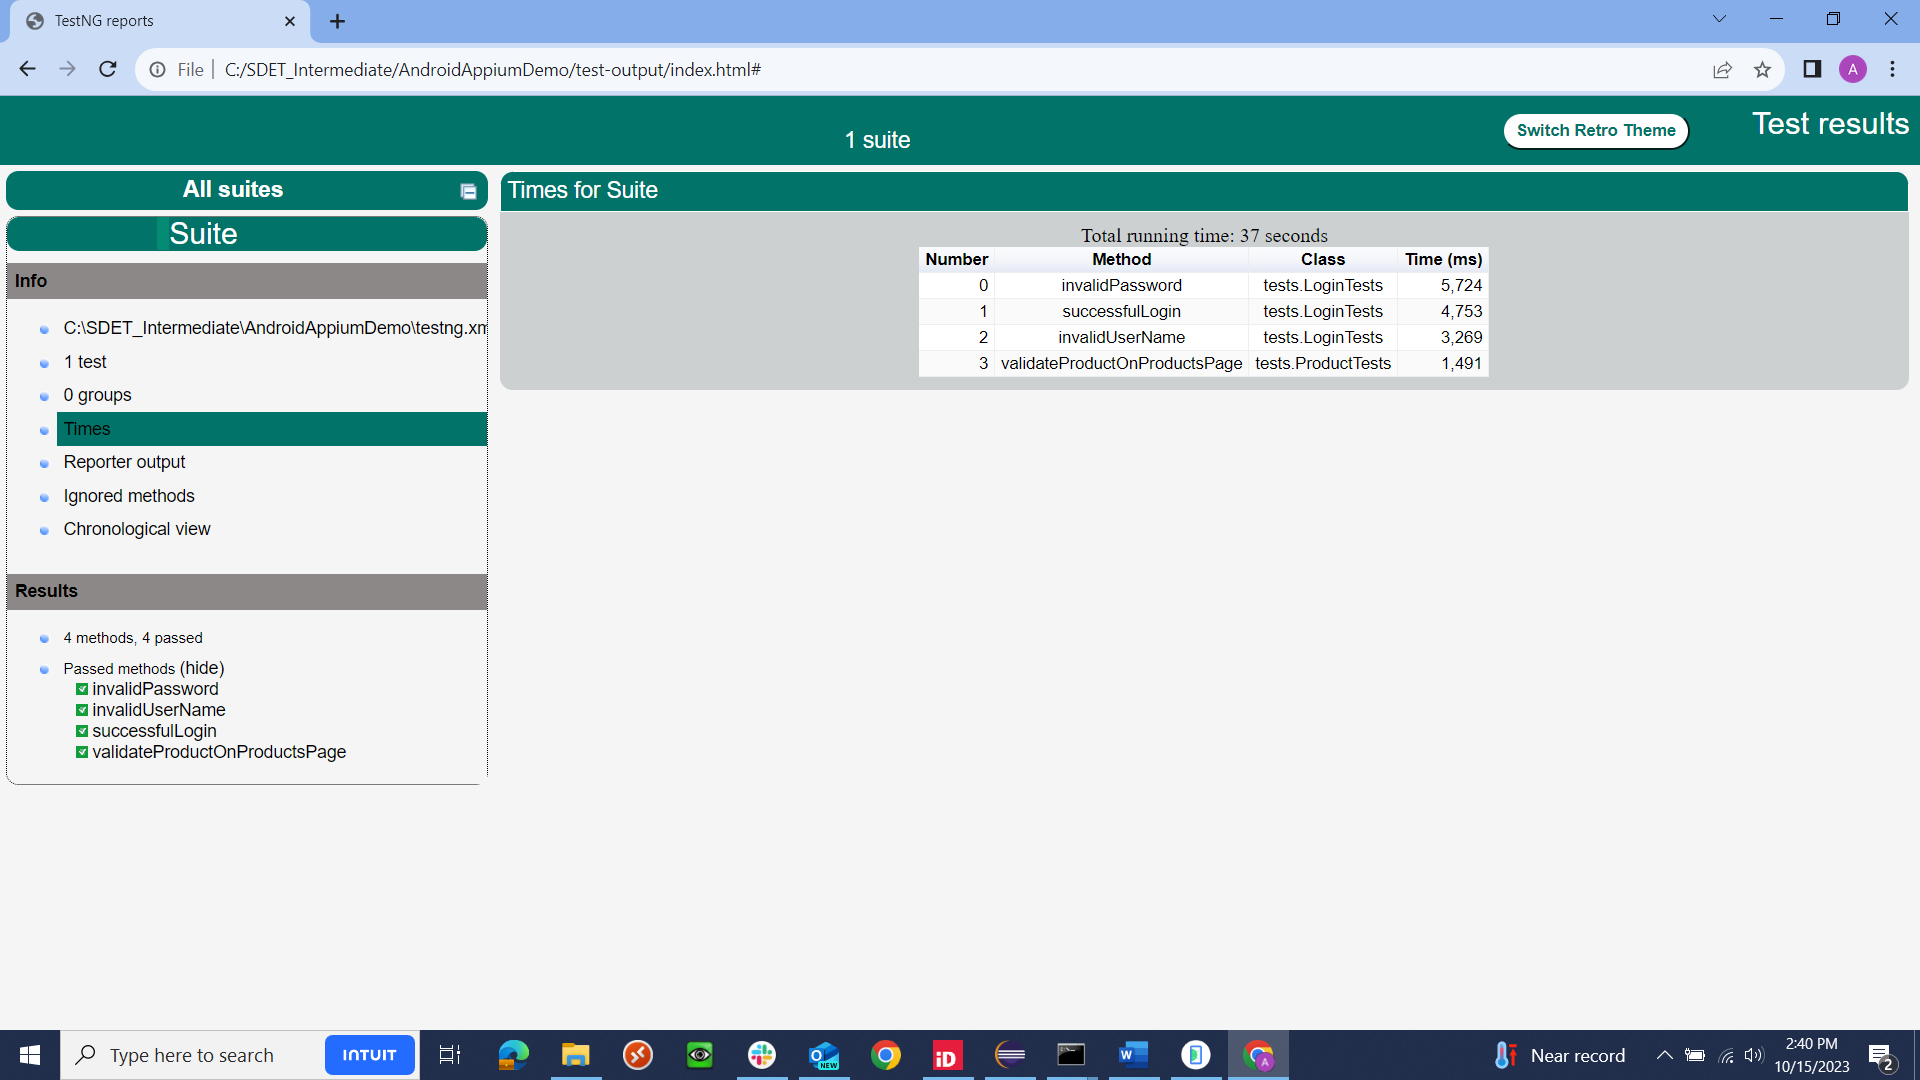 TestNG reports
File
C:/SDET_Intermediate/AndroidAppiumDemo/test-output/index.html#
A
1 suite
Switch Retro Theme
Test results
All suites
Suite
Info
C:\SDET_Intermediate\AndroidAppiumDemo\testng.xm
1 test
0 groups
Times
Reporter output
Ignored methods
Chronological view
Results
4 methods, 4 passed
Passed methods (hide)
invalidPassword
invalidUserName
successfulLogin
validateProductOnProductsPage
Times for Suite
Total running time: 37 seconds
Number Method Class Time (ms)
0 invalidPassword tests.LoginTests 5,724
1 successfulLogin tests.LoginTests 4,753
2 invalidUserName tests.LoginTests 3,269
3 validateProductOnProductsPage tests.ProductTests 1,491
Type here to search
INTUIT
NEW
iD
W
A
Near record
2:40 PM
10/15/2023
2